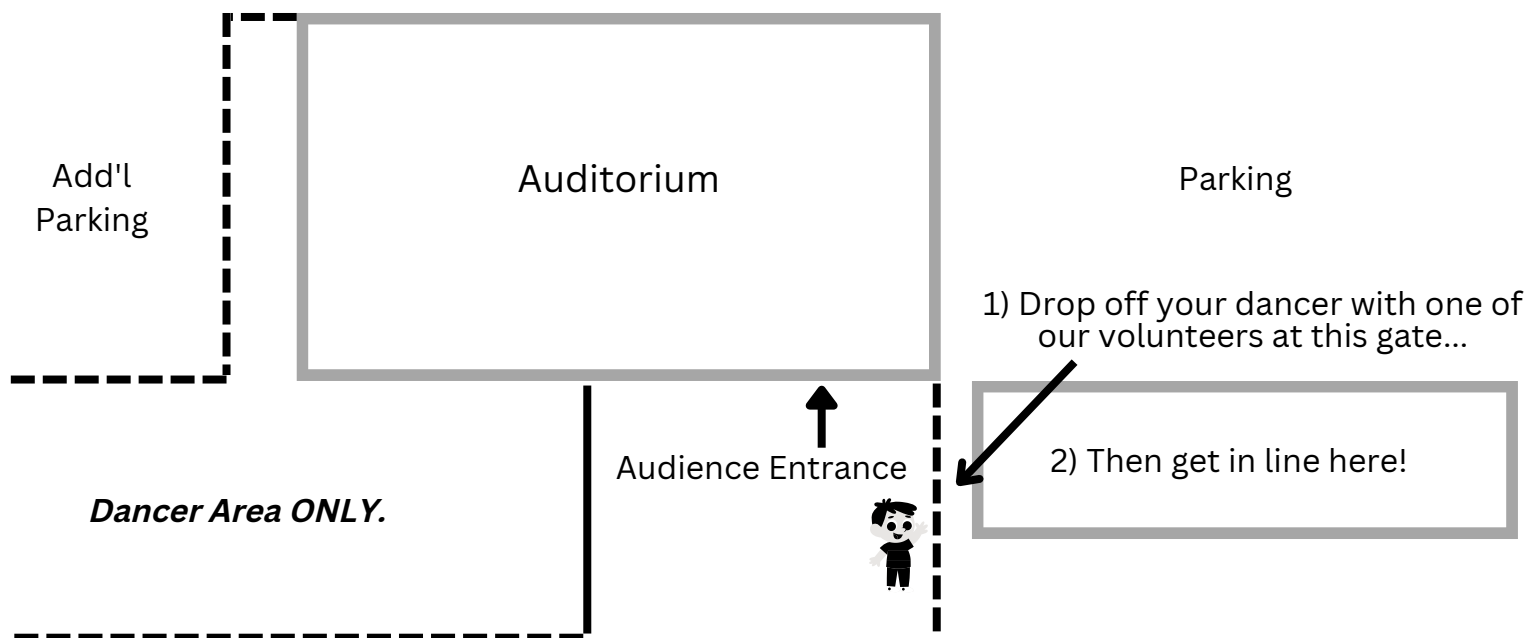 Add'l
Parking
Auditorium
Parking
1) Drop off your dancer with one of
our volunteers at this gate...
Audience Entrance
2) Then get in line here!
Dancer Area ONLY.